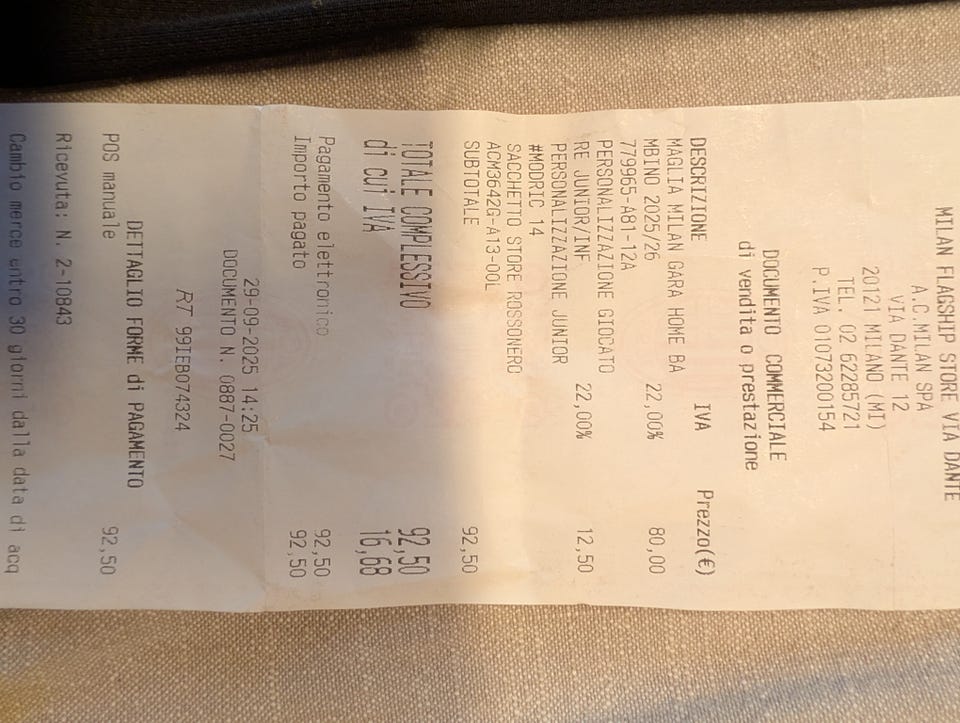 MILAN FLAGSHIP STORE VIA DANTE
A.C.MILAN SPA
VIA DANTE 12
20121 MILANO (MI)
TEL. 02 62285721
P.IVA 01073200154
DOCUMENTO COMMERCIALE
di vendita o prestazione
DESCRIZIONE IVA Prezzo(€)
MAGLIA MILAN GARA HOME BA
MBINO 2025/26 22,00% 80,00
779965-A81-12A
PERSONALIZZAZIONE GIOCATO
RE JUNIOR/INF 22,00% 12,50
PERSONALIZZAZIONE JUNIOR
#MODRIC 14
SACCHETTO STORE ROSSONERO
ACM3642G-A13-00L
SUBTOTALE 92,50
TOTALE COMPLESSIVO 92,50
di cui IVA 16,68
Pagamento elettronico 92,50
Importo pagato 92,50
29-09-2025 14:25
DOCUMENTO N. 0887-0027
RT 99IEB074324
DETTAGLIO FORME di PAGAMENTO
POS manuale 92,50
Ricevuta: N. 2-10843
Cambio merce entro 30 giorni dalla data di acq